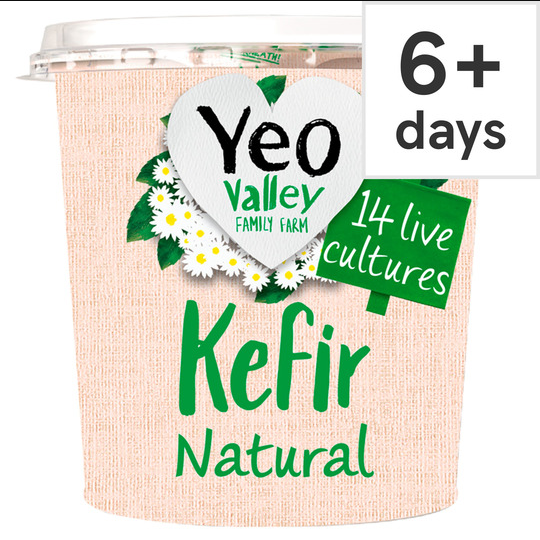 6+
days
Yeo
Valley
FAMILY FARM
14 live
cultures
Kefir
Natural